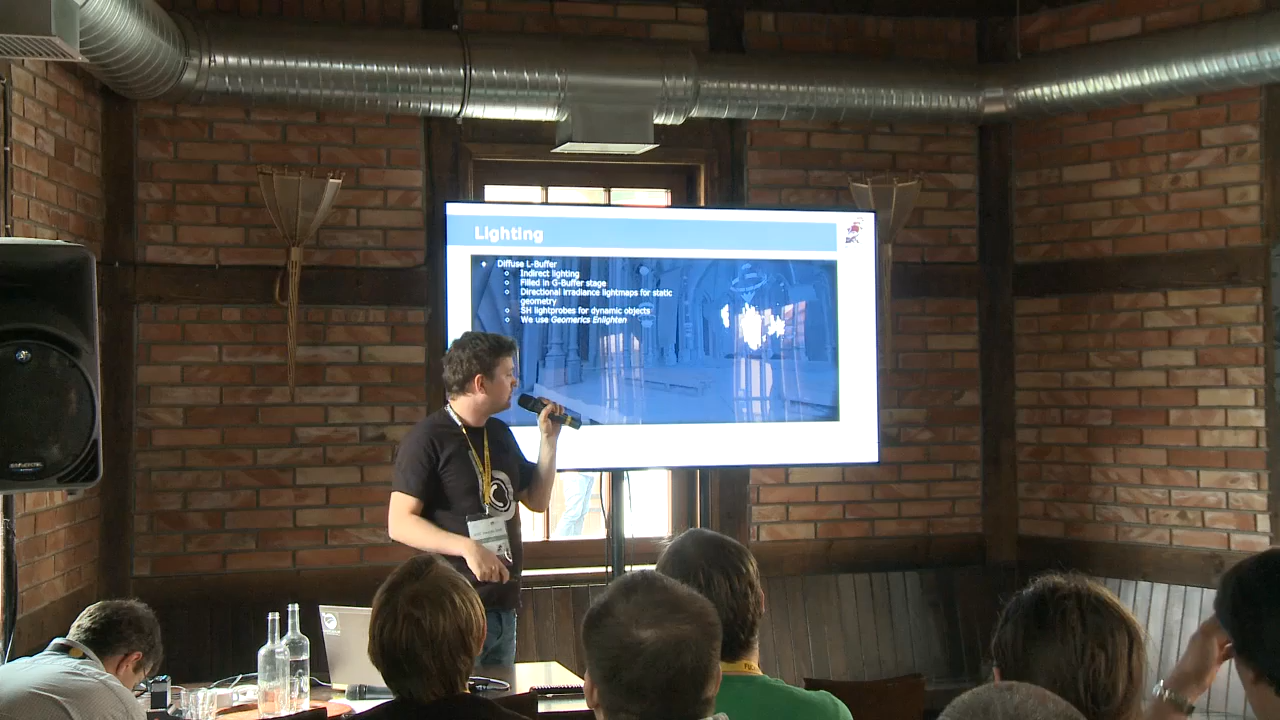 Lighting
Diffuse L-Buffer
Indirect lighting
Filled in G-Buffer stage
Directional irradiance lightmaps for static
geometry
SH lightprobes for dynamic objects
We use Geomerics Enlighten